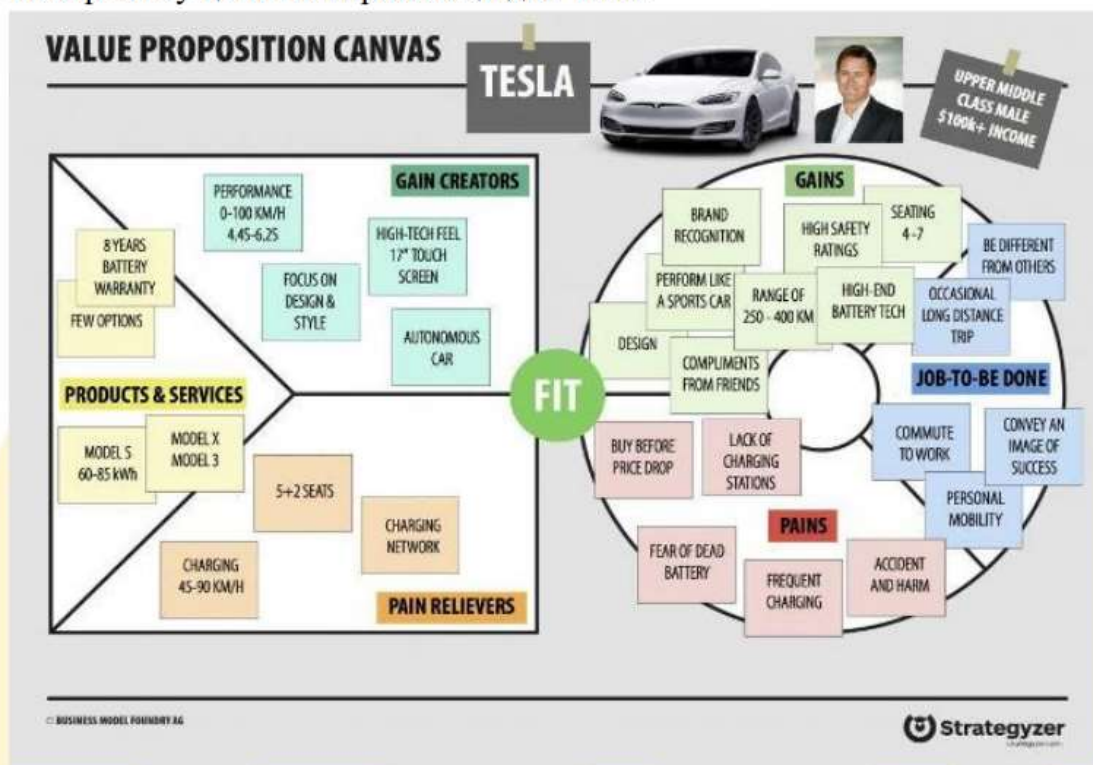 VALUE PROPOSITION CANVAS
TESLA
UPPER MIDDLE
CLASS MALE
$100k+ INCOME
GAIN CREATORS
PERFORMANCE
0-100 KM/H
4,45-6,25
HIGH-TECH FEEL
17" TOUCH
SCREEN
8 YEARS
BATTERY
WARRANTY
FOCUS ON
DESIGN &
STYLE
FEW OPTIONS
AUTONOMOUS
CAR
PRODUCTS & SERVICES
MODEL S
60-85 kWh
MODEL X
MODEL 3
5+2 SEATS
CHARGING
NETWORK
CHARGING
45-90 KM/H
PAIN RELIEVERS
FIT
GAINS
BRAND
RECOGNITION
HIGH SAFETY
RATINGS
SEATING
4-7
BE DIFFERENT
FROM OTHERS
PERFORM LIKE
A SPORTS CAR
RANGE OF
250 - 400 KM
HIGH-END
BATTERY TECH
OCCASIONAL
LONG DISTANCE
TRIP
DESIGN
COMPLIMENTS
FROM FRIENDS
JOB-TO-BE DONE
BUY BEFORE
PRICE DROP
LACK OF
CHARGING
STATIONS
COMMUTE
TO WORK
CONVEY AN
IMAGE OF
SUCCESS
PERSONAL
MOBILITY
PAINS
FEAR OF DEAD
BATTERY
FREQUENT
CHARGING
ACCIDENT
AND HARM
© BUSINESS MODEL FOUNDRY AG
Strategyzer